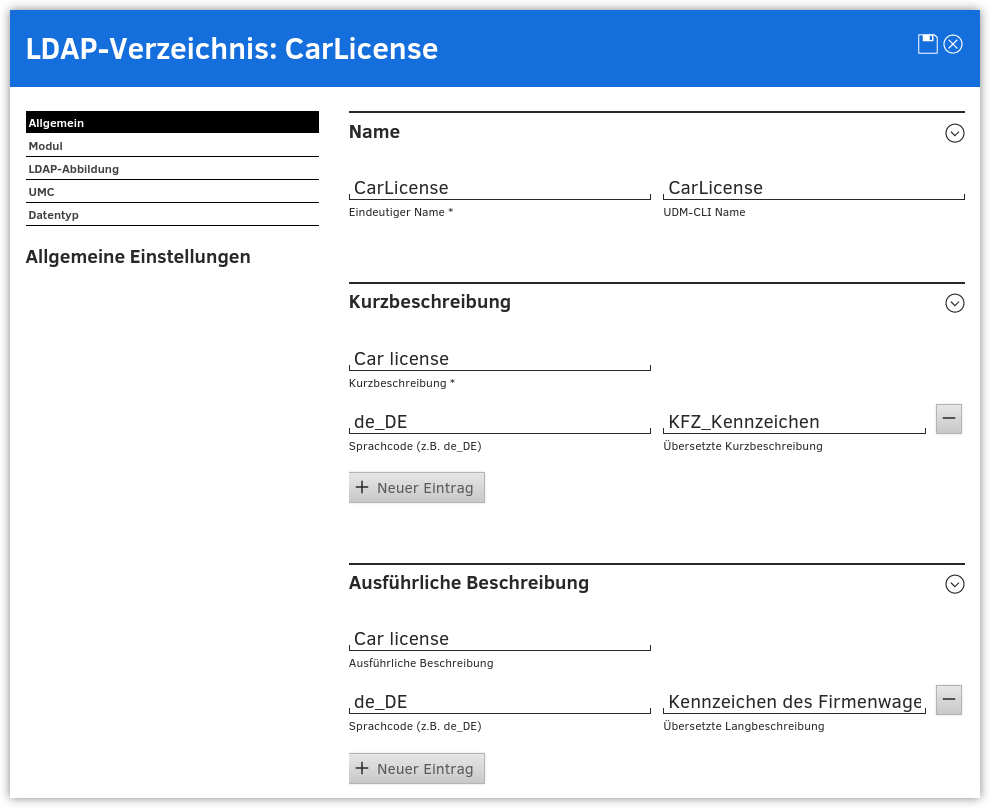 LDAP-Verzeichnis: CarLicense
Allgemein
Modul
LDAP-Abbildung
UMC
Datentyp
Allgemeine Einstellungen
Name
CarLicense CarLicense
Eindeutiger Name * UDM-CLI Name
Kurzbeschreibung
Car license
Kurzbeschreibung *
de_DE KFZ_Kennzeichen
Sprachcode (z.B. de_DE) Übersetzte Kurzbeschreibung
+ Neuer Eintrag
Ausführliche Beschreibung
Car license
Ausführliche Beschreibung
de_DE Kennzeichen des Firmenwage
Sprachcode (z.B. de_DE) Übersetzte Langbeschreibung
+ Neuer Eintrag